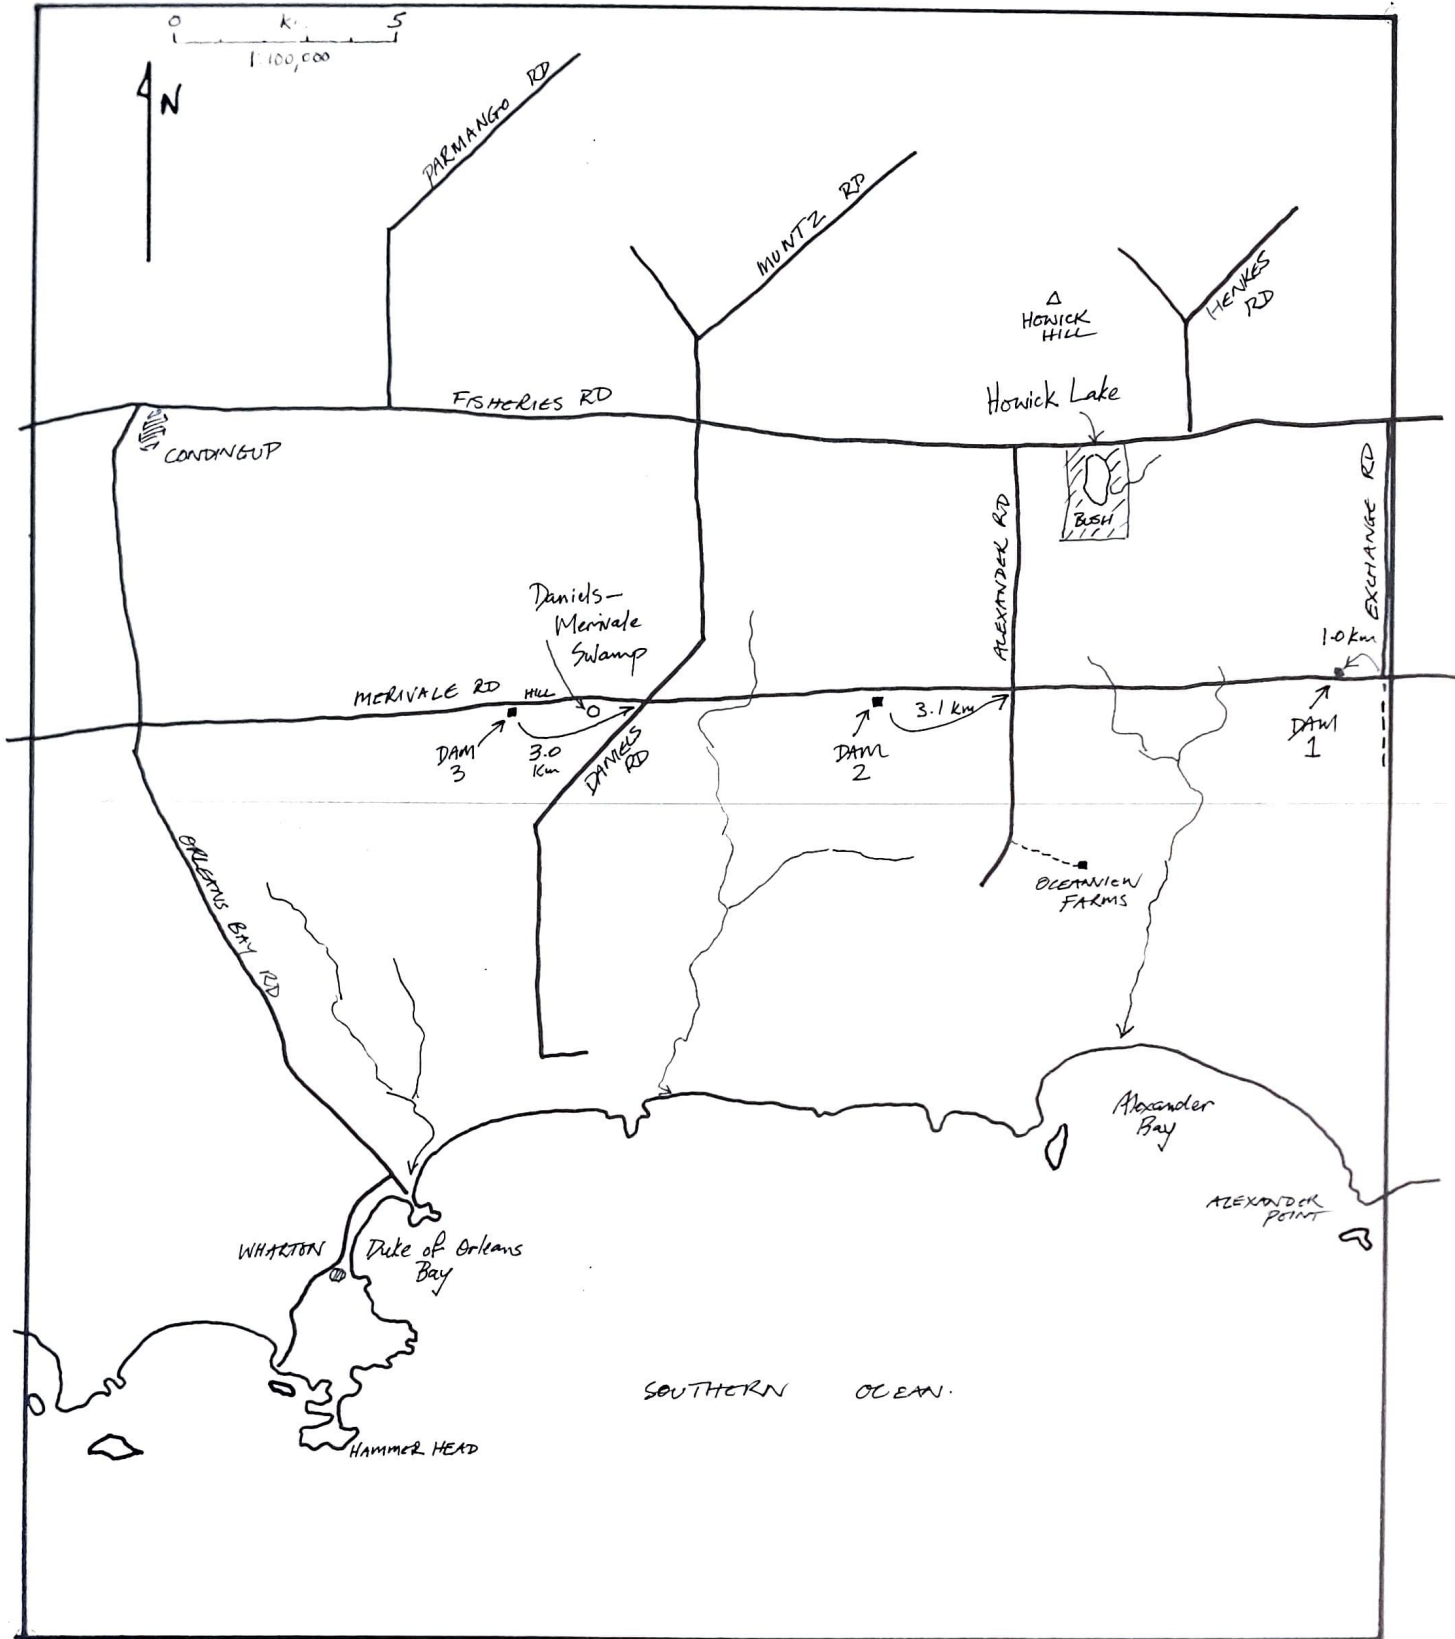 0 5
1:100,000
N
PARMANGO RD
MUNTZ RD
HENKES
RD
HOWICK
HILL
Howick Lake
FISHERIES RD
CONDINGUP
BUSH
ALEXANDER RD
EXCHANGE RD
Daniels-
Merivale
Swamp
1.0 km
MERIVALE RD
HILL
3.1 km
DAM
3
3.0
km
DANIELS
RD
DAM
2
DAM
1
ORLEANS BAY RD
OCEANVIEW
FARMS
Alexander
Bay
ALEXANDER
POINT
WHARTON
Duke of Orleans
Bay
SOUTHERN OCEAN.
HAMMER HEAD